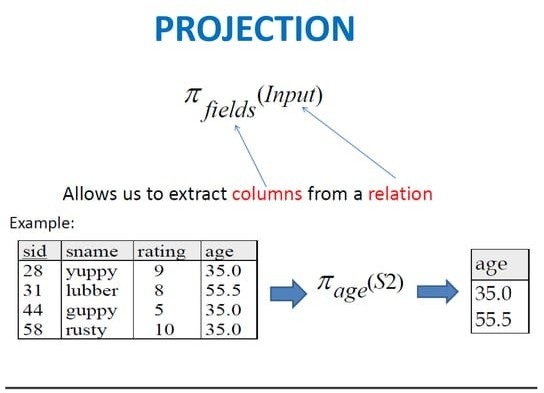 PROJECTION
π fields (Input)
Allows us to extract columns from a relation
Example:
sid sname rating age
28 yuppy 9 35.0
31 lubber 8 55.5
44 guppy 5 35.0
58 rusty 10 35.0
π age (S2)
age
35.0
55.5